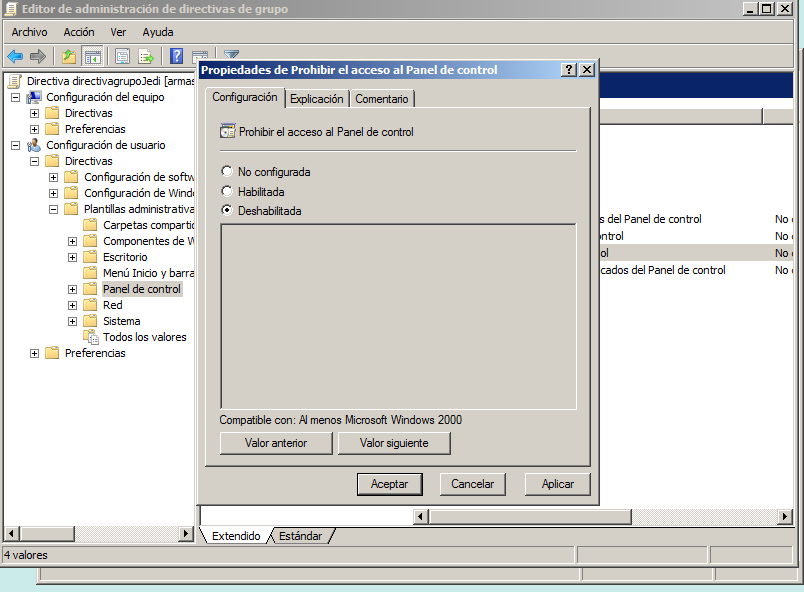 Editor de administración de directivas de grupo
Archivo Acción Ver Ayuda
Directiva directivagrupoJedi [armas
Configuración del equipo
Directivas
Preferencias
Configuración de usuario
Directivas
Configuración de softw
Configuración de Windo
Plantillas administrativa
Carpetas compartic
Componentes de W
Escritorio
Menú Inicio y barra
Panel de control
Red
Sistema
Todos los valores
Preferencias
Propiedades de Prohibir el acceso al Panel de control
Configuración Explicación Comentario
Prohibir el acceso al Panel de control
No configurada
Habilitada
Deshabilitada
Compatible con: Al menos Microsoft Windows 2000
Valor anterior Valor siguiente
Aceptar Cancelar Aplicar
s del Panel de control No c
ontrol No c
ol No c
cados del Panel de control No c
Extendido Estándar
4 valores